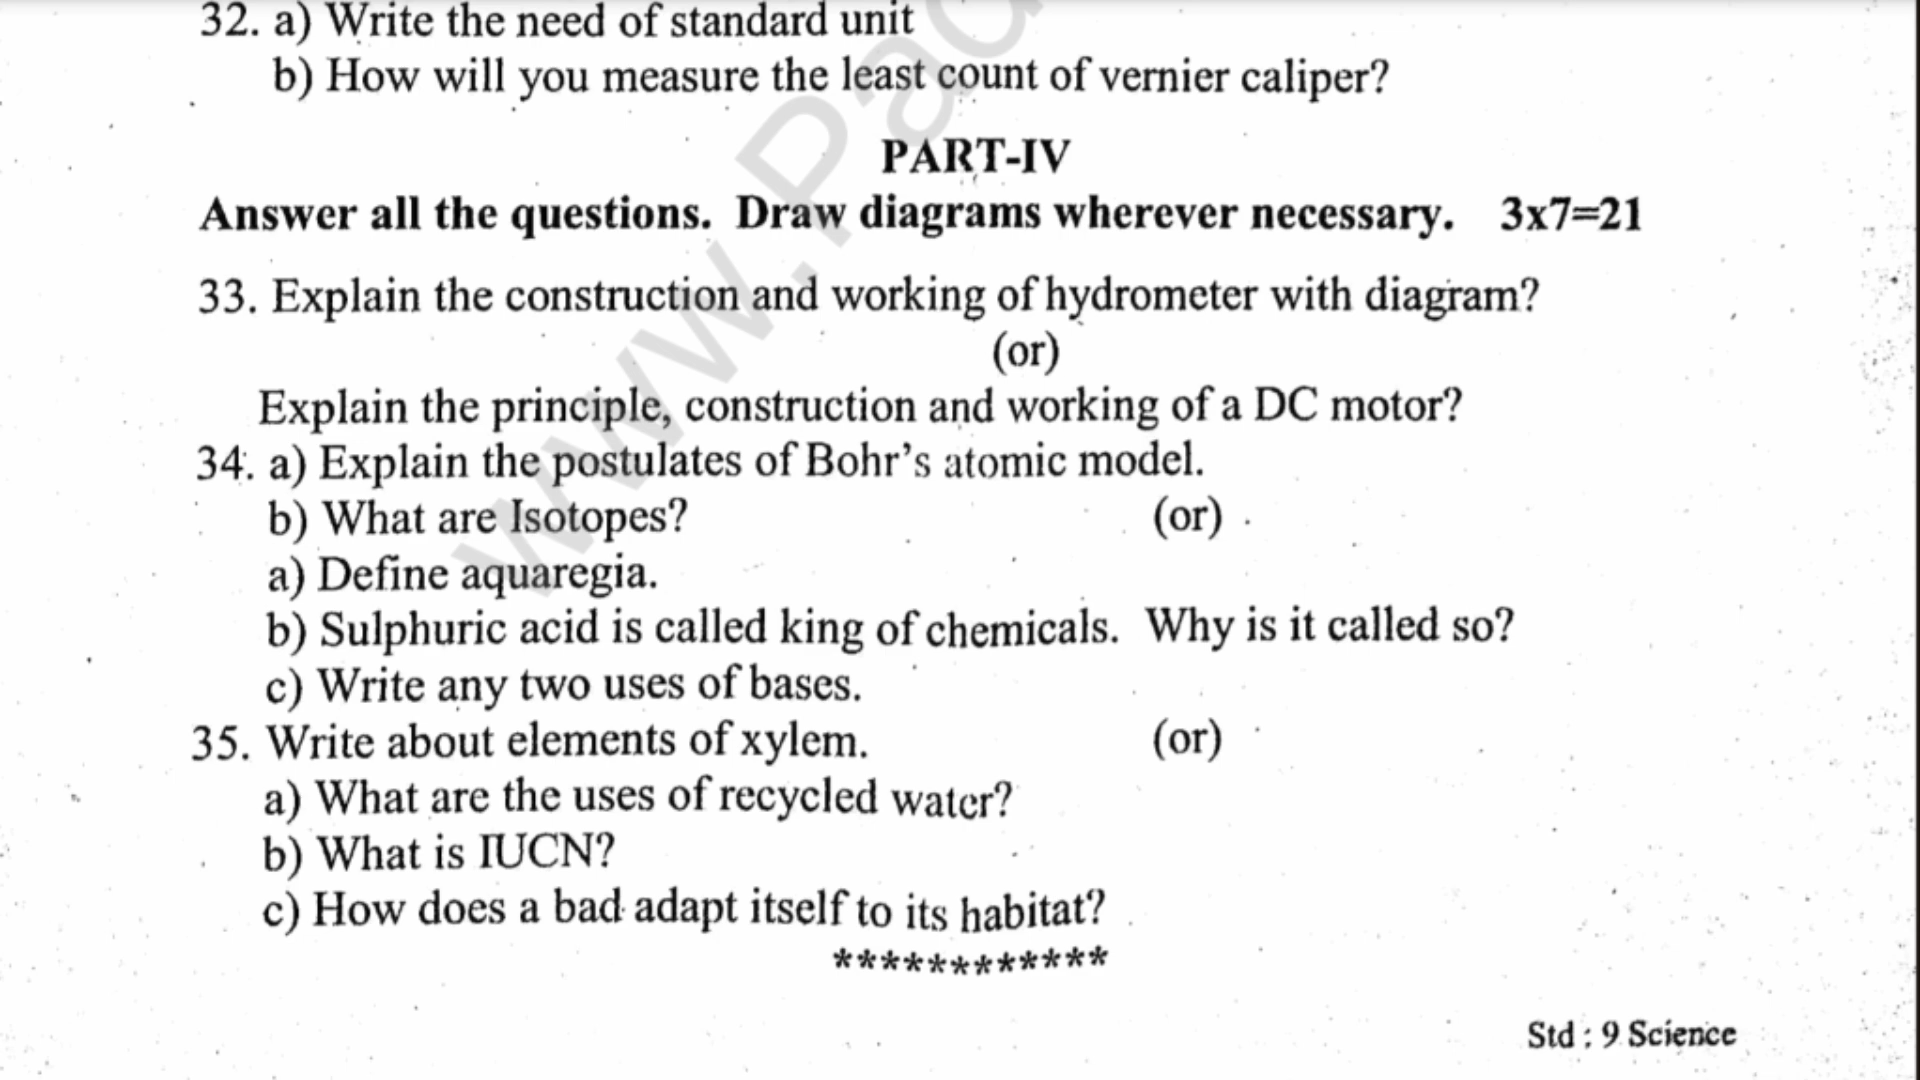 32. a) Write the need of standard unit
b) How will you measure the least count of vernier caliper?
PART-IV
Answer all the questions. Draw diagrams wherever necessary. 3x7=21
33. Explain the construction and working of hydrometer with diagram?
(or)
Explain the principle, construction and working of a DC motor?
34. a) Explain the postulates of Bohr's atomic model.
b) What are Isotopes? (or)
a) Define aquaregia.
b) Sulphuric acid is called king of chemicals. Why is it called so?
c) Write any two uses of bases.
35. Write about elements of xylem. (or)
a) What are the uses of recycled water?
b) What is IUCN?
c) How does a bad adapt itself to its habitat?
************
Std : 9 Science
www.Pad